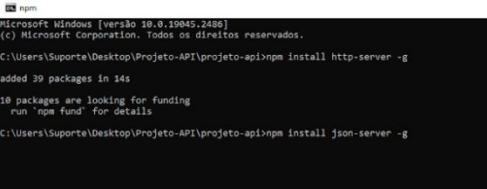 npm
Microsoft Windows [versão 10.0.19045.2486]
(c) Microsoft Corporation. Todos os direitos reservados.
C:\Users\Suporte\Desktop\Projeto-API\projeto-api>npm install http-server -g
added 39 packages in 14s
10 packages are looking for funding
run `npm fund` for details
C:\Users\Suporte\Desktop\Projeto-API\projeto-api>npm install json-server -g